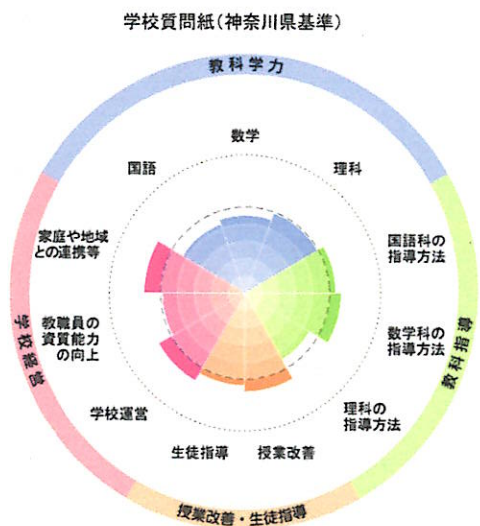 学校質問紙(神奈川県基準)
教科学力
数学
国語
理科
家庭や地域
との連携等
国語科の
指導方法
教職員の
資質能力
の向上
数学科の
指導方法
学校経営
教科指導
学校運営
理科の
指導方法
生徒指導
授業改善
授業改善・生徒指導